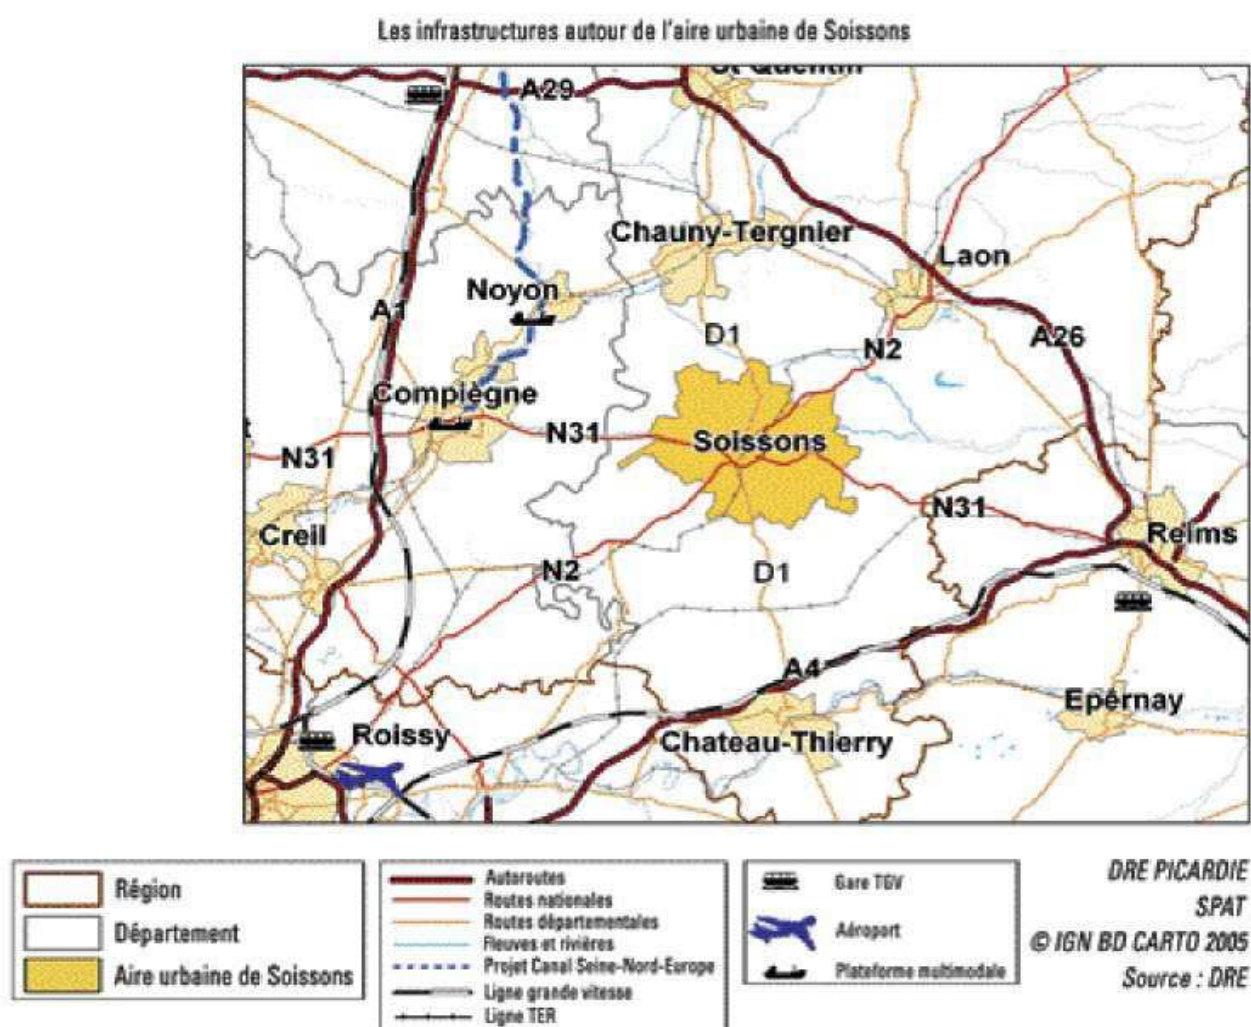 Les infrastructures autour de l'aire urbaine de Soissons
St Quentin
A29
Chauny-Tergnier
Laon
Noyon
A1
D1
N2
A26
Compiègne
N31
Soissons
N31
N31
Creil
Reims
N2
D1
A4
Epérnay
Roissy
Chateau-Thierry
Région
Département
Aire urbaine de Soissons
Autoroutes
Routes nationales
Routes départementales
Fleuves et rivières
Projet Canal Seine-Nord-Europe
Ligne grande vitesse
Ligne TER
Gare TGV
Aéroport
Plateforme multimodale
DRE PICARDIE
SPAT
© IGN BD CARTO 2005
Source : DRE